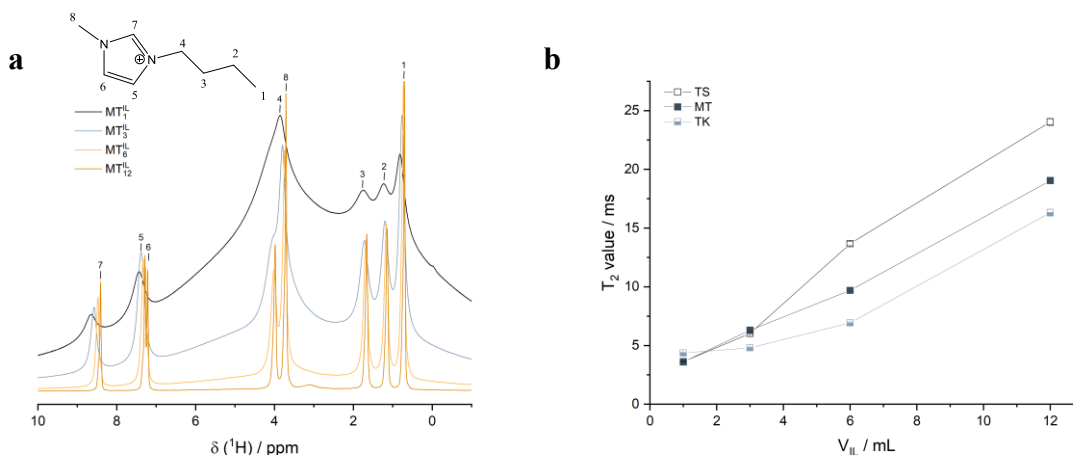 a
8
7
N
N
⊕
4
2
3
1
6
5
MT₁ᴵᴸ
MT₃ᴵᴸ
MT₆ᴵᴸ
MT₁₂ᴵᴸ
7
5
6
4
8
3
2
1
10 8 6 4 2 0
δ (¹H) / ppm
b
TS
MT
TK
25
20
15
10
5
0
T₂ value / ms
0 2 4 6 8 10 12
V_IL / mL